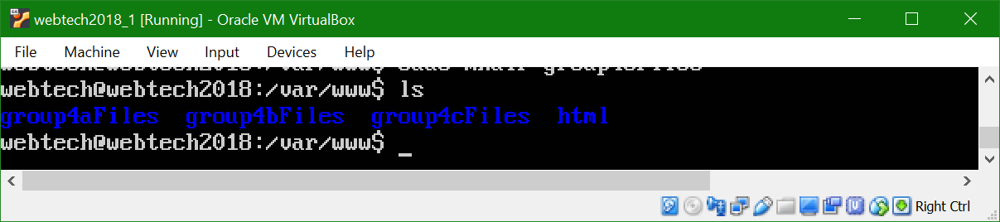 webtech2018_1 [Running] - Oracle VM VirtualBox
File Machine View Input Devices Help
webtech@webtech2018:/var/www$ ls
group4aFiles group4bFiles group4cFiles html
webtech@webtech2018:/var/www$ _
Right Ctrl